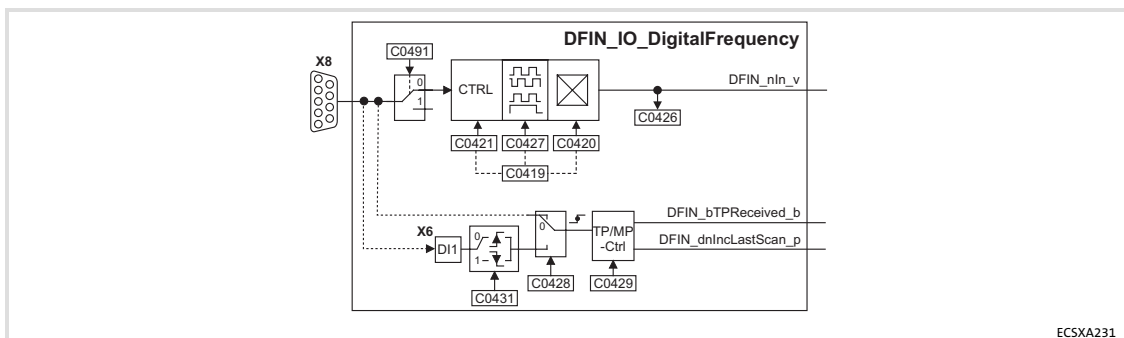 DFIN_IO_DigitalFrequency
C0491
X8
0
1
CTRL
DFIN_nIn_v
C0426
C0421
C0427
C0420
C0419
X6
DI1
0
1
C0431
0
C0428
TP/MP
-Ctrl
C0429
DFIN_bTPReceived_b
DFIN_dnIncLastScan_p
ECSXA231